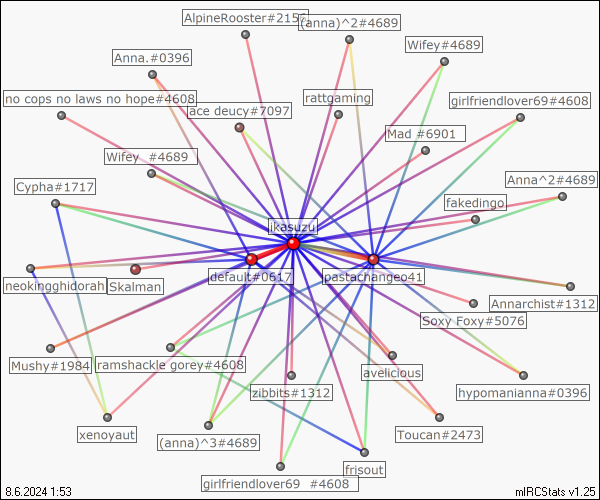 AlpineRooster#2156
(anna)^2#4689
Wifey#4689
Anna.#0396
no cops no laws no hope#4608
ace deucy#7097
rattgaming
girlfriendlover69#4608
Mad #6901
Wifey_ #4689
Cypha#1717
Anna^2#4689
fakedingo
ikasuzu
default#0617
pastachange041
neokingghidorah
Skalman
Annarchist#1312
Soxy Foxy#5076
Mushy#1984
ramshackle gorey#4608
avelicious
zibbits#1312
hypomanianna#0396
xenoyaut
(anna)^3#4689
Toucan#2473
frisout
girlfriendlover69_ #4608
8.6.2024 1:53
mIRCStats v1.25